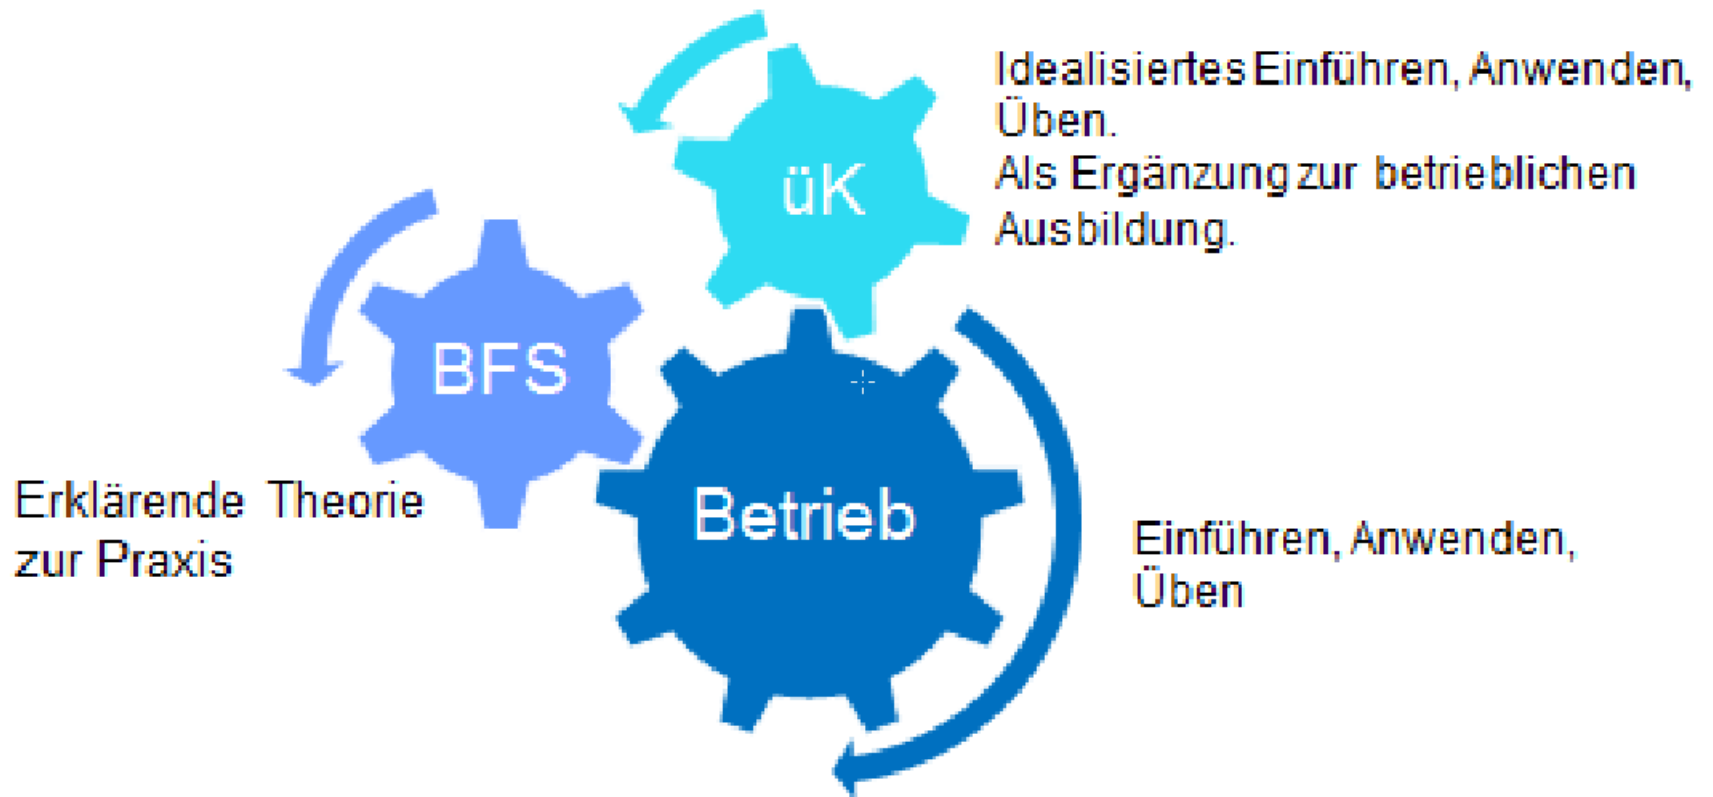 Idealisiertes Einführen, Anwenden,
Üben.
Als Ergänzung zur betrieblichen
Ausbildung.
üK
BFS
Erklärende Theorie
zur Praxis
Betrieb
Einführen, Anwenden,
Üben